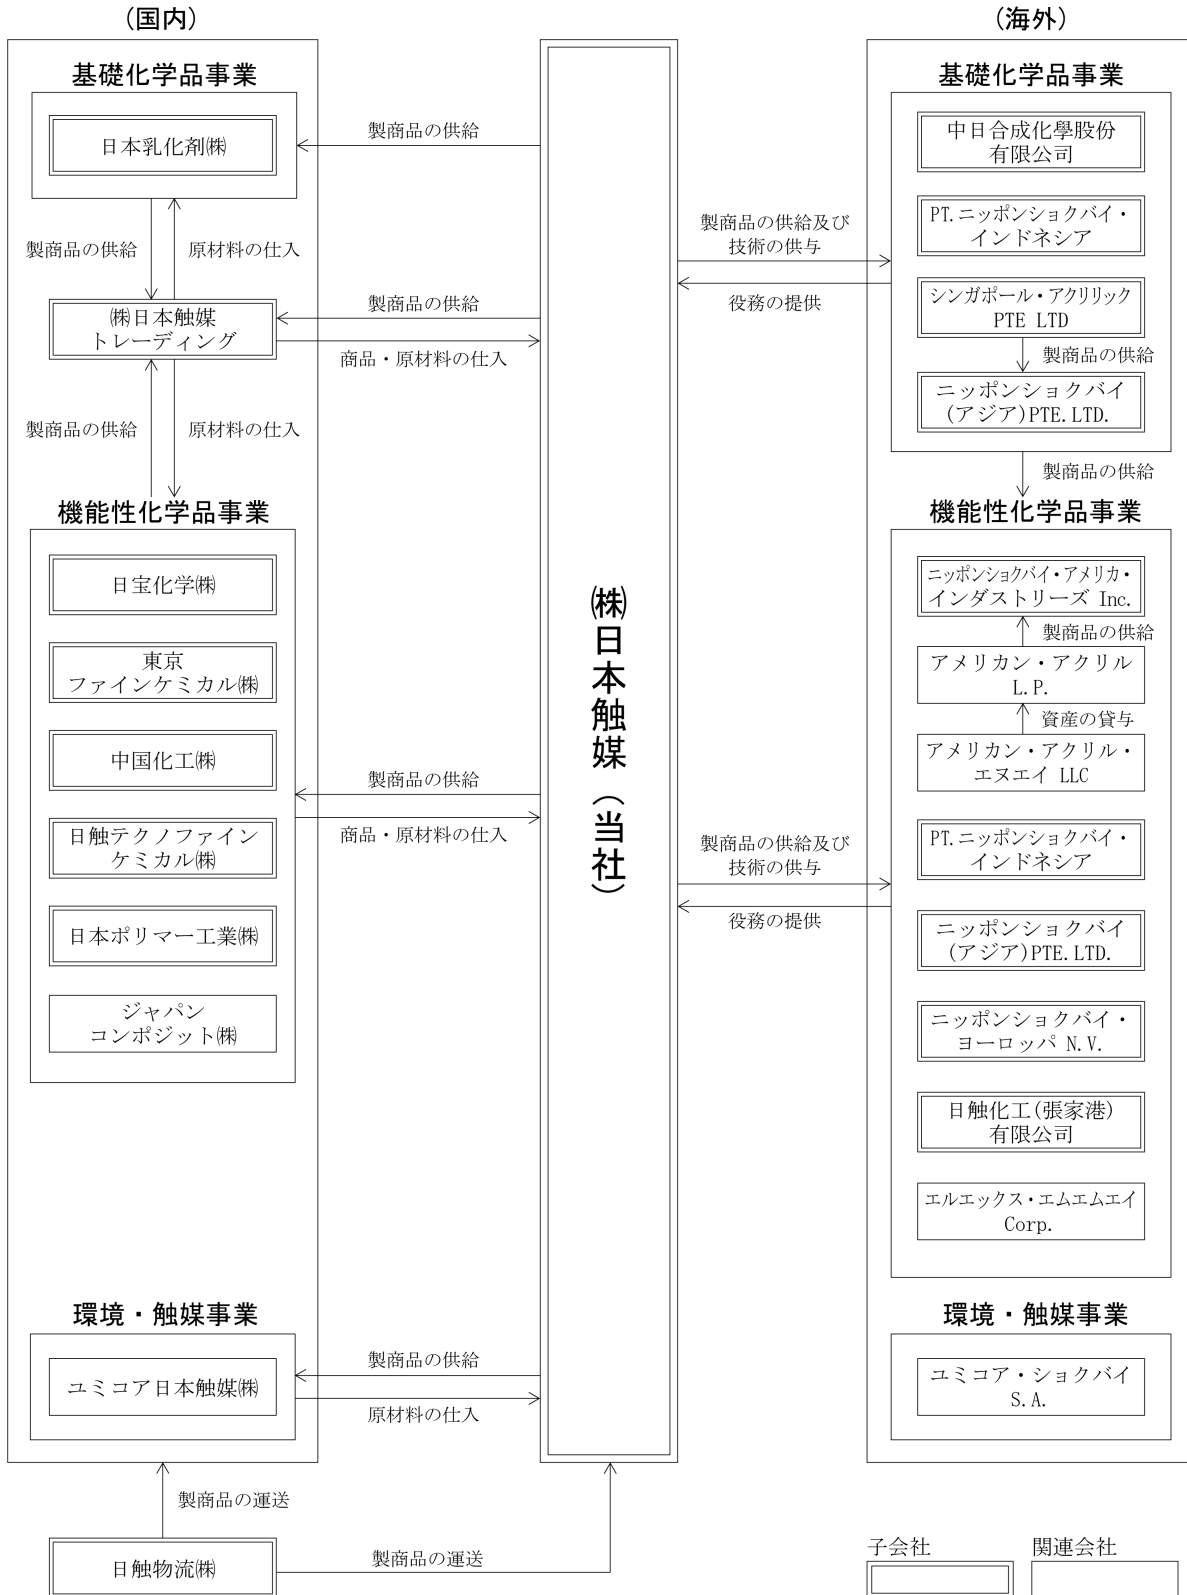 (国内)
基礎化学品事業
日本乳化剤㈱
製商品の供給
原材料の仕入
㈱日本触媒
トレーディング
製商品の供給
原材料の仕入
機能性化学品事業
日宝化学㈱
東京
ファインケミカル㈱
中国化工㈱
日触テクノファイン
ケミカル㈱
日本ポリマー工業㈱
ジャパン
コンポジット㈱
環境・触媒事業
ユミコア日本触媒㈱
製商品の運送
日触物流㈱
製商品の運送
製商品の供給
製商品の供給
商品・原材料の仕入
製商品の供給
商品・原材料の仕入
製商品の供給
原材料の仕入
㈱日本触媒（当社）
製商品の供給及び
技術の供与
役務の提供
製商品の供給及び
技術の供与
役務の提供
(海外)
基礎化学品事業
中日合成化學股份
有限公司
PT.ニッポンショクバイ・
インドネシア
シンガポール・アクリリック
PTE LTD
製商品の供給
ニッポンショクバイ
(アジア)PTE.LTD.
製商品の供給
機能性化学品事業
ニッポンショクバイ・アメリカ・
インダストリーズ Inc.
製商品の供給
アメリカン・アクリル
L.P.
資産の貸与
アメリカン・アクリル・
エヌエイ LLC
PT.ニッポンショクバイ・
インドネシア
ニッポンショクバイ
(アジア)PTE.LTD.
ニッポンショクバイ・
ヨーロッパ N.V.
日触化工(張家港)
有限公司
エルエックス・エムエムエイ
Corp.
環境・触媒事業
ユミコア・ショクバイ
S.A.
子会社
関連会社